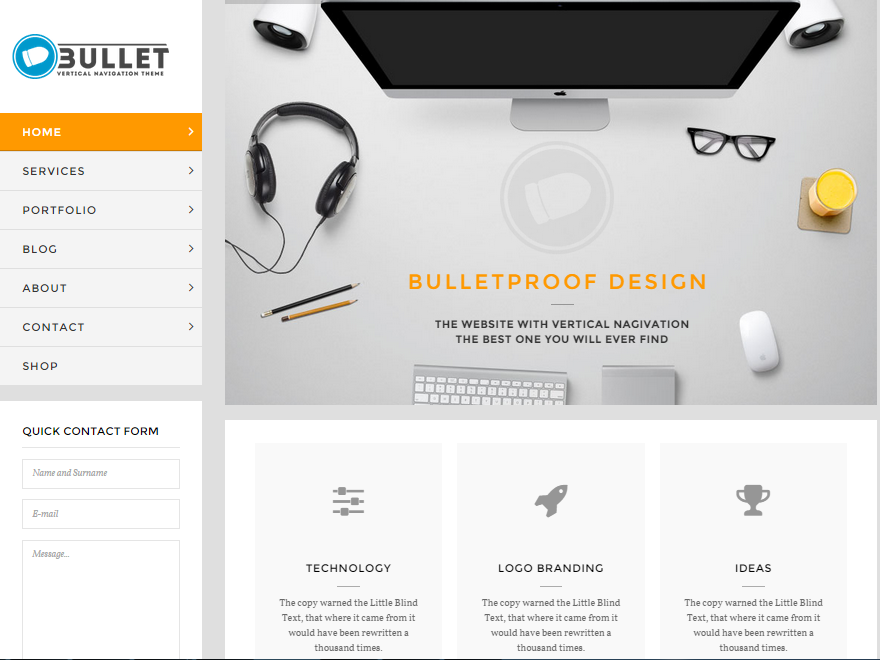 BULLET
VERTICAL NAVIGATION THEME
HOME
SERVICES
PORTFOLIO
BLOG
ABOUT
CONTACT
SHOP
QUICK CONTACT FORM
Name and Surname
E-mail
Message...
BULLETPROOF DESIGN
THE WEBSITE WITH VERTICAL NAGIVATION
THE BEST ONE YOU WILL EVER FIND
TECHNOLOGY
The copy warned the Little Blind
Text, that where it came from it
would have been rewritten a
thousand times.
LOGO BRANDING
The copy warned the Little Blind
Text, that where it came from it
would have been rewritten a
thousand times.
IDEAS
The copy warned the Little Blind
Text, that where it came from it
would have been rewritten a
thousand times.